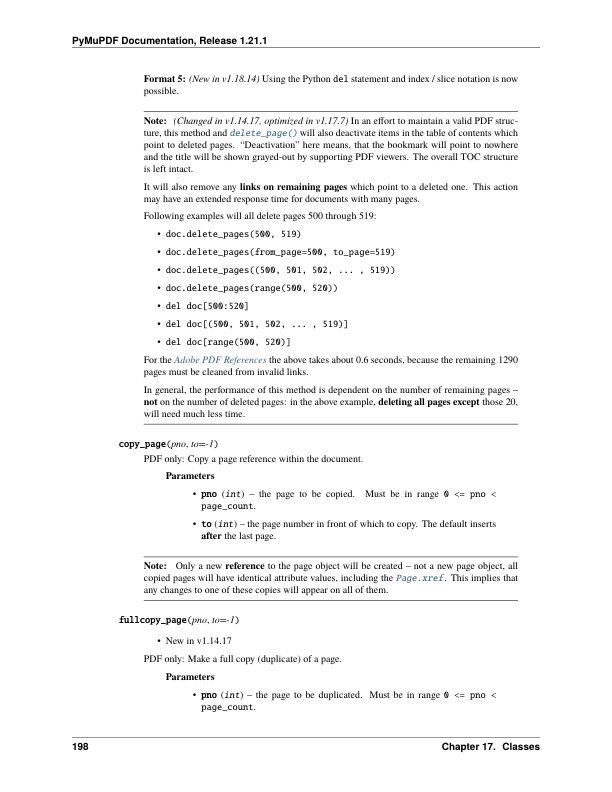 PyMuPDF Documentation, Release 1.21.1
Format 5: (New in v1.18.14) Using the Python del statement and index / slice notation is now
possible.
Note: (Changed in v1.14.17, optimized in v1.17.7) In an effort to maintain a valid PDF struc-
ture, this method and delete_page() will also deactivate items in the table of contents which
point to deleted pages. “Deactivation” here means, that the bookmark will point to nowhere
and the title will be shown grayed-out by supporting PDF viewers. The overall TOC structure
is left intact.
It will also remove any links on remaining pages which point to a deleted one. This action
may have an extended response time for documents with many pages.
Following examples will all delete pages 500 through 519:
• doc.delete_pages(500, 519)
• doc.delete_pages(from_page=500, to_page=519)
• doc.delete_pages((500, 501, 502, ... , 519))
• doc.delete_pages(range(500, 520))
• del doc[500:520]
• del doc[(500, 501, 502, ... , 519)]
• del doc[range(500, 520)]
For the Adobe PDF References the above takes about 0.6 seconds, because the remaining 1290
pages must be cleaned from invalid links.
In general, the performance of this method is dependent on the number of remaining pages –
not on the number of deleted pages: in the above example, deleting all pages except those 20,
will need much less time.
copy_page(pno, to=-1)
PDF only: Copy a page reference within the document.
Parameters
• pno (int) – the page to be copied. Must be in range 0 <= pno <
page_count.
• to (int) – the page number in front of which to copy. The default inserts
after the last page.
Note: Only a new reference to the page object will be created – not a new page object, all
copied pages will have identical attribute values, including the Page.xref. This implies that
any changes to one of these copies will appear on all of them.
fullcopy_page(pno, to=-1)
• New in v1.14.17
PDF only: Make a full copy (duplicate) of a page.
Parameters
• pno (int) – the page to be duplicated. Must be in range 0 <= pno <
page_count.
198 Chapter 17. Classes